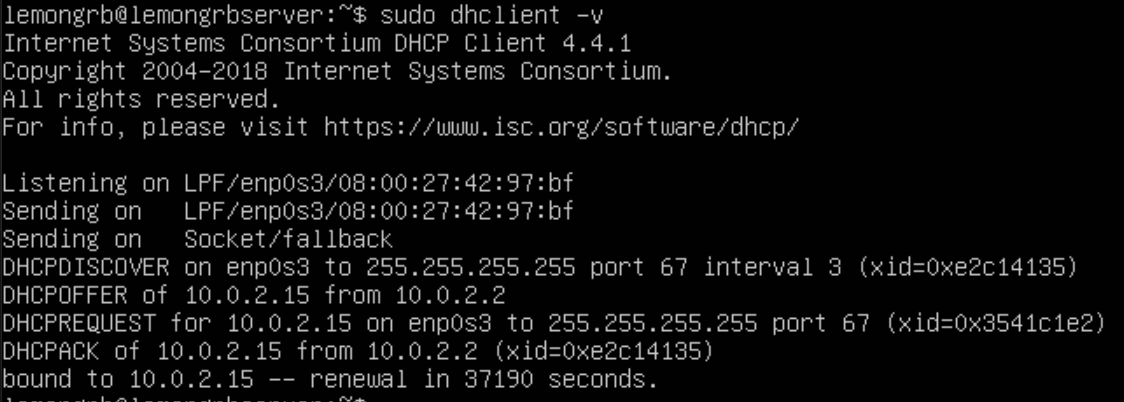 lemongrb@lemongrbserver:~$ sudo dhclient -v
Internet Systems Consortium DHCP Client 4.4.1
Copyright 2004-2018 Internet Systems Consortium.
All rights reserved.
For info, please visit https://www.isc.org/software/dhcp/
Listening on LPF/enp0s3/08:00:27:42:97:bf
Sending on   LPF/enp0s3/08:00:27:42:97:bf
Sending on   Socket/fallback
DHCPDISCOVER on enp0s3 to 255.255.255.255 port 67 interval 3 (xid=0xe2c14135)
DHCPOFFER of 10.0.2.15 from 10.0.2.2
DHCPREQUEST for 10.0.2.15 on enp0s3 to 255.255.255.255 port 67 (xid=0x3541c1e2)
DHCPACK of 10.0.2.15 from 10.0.2.2 (xid=0xe2c14135)
bound to 10.0.2.15 -- renewal in 37190 seconds.